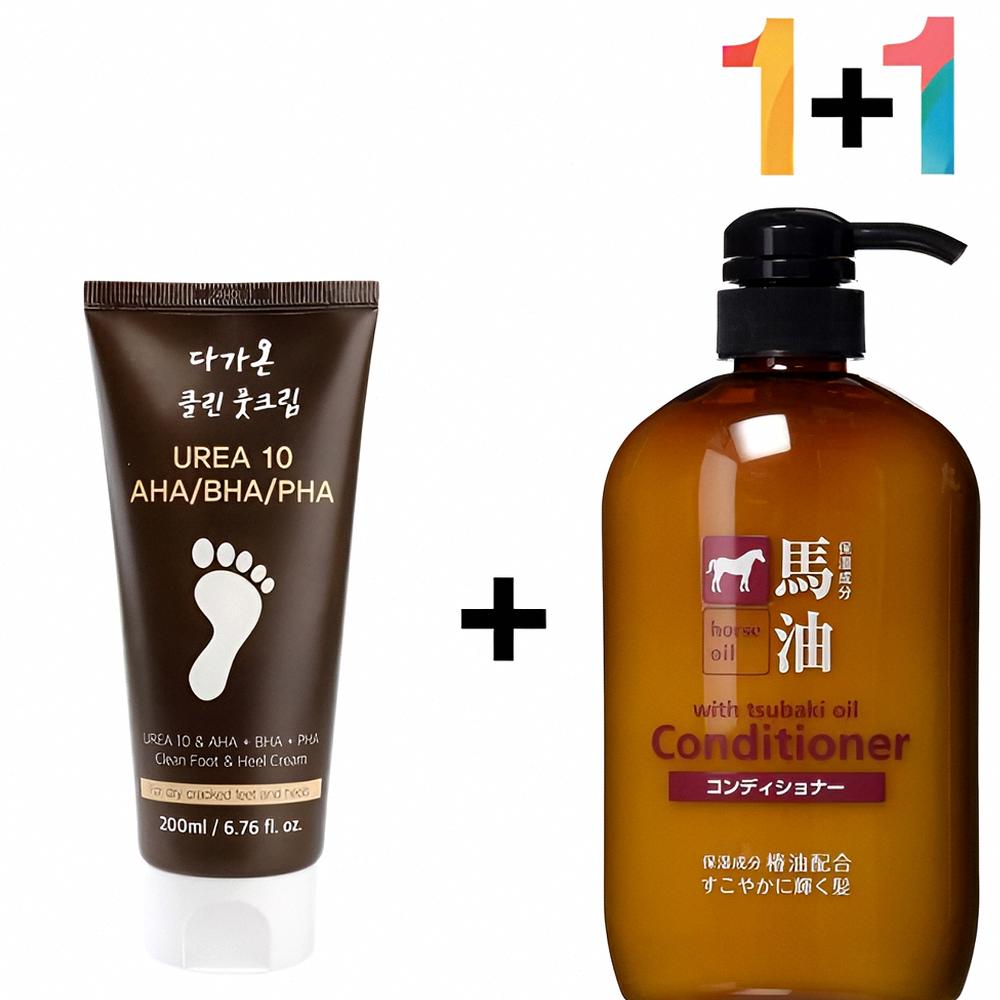 1+1
다가온
클린 풋크림
UREA 10
AHA/BHA/PHA
UREA 10 & AHA + BHA + PHA
Clean Foot & Heel Cream
For dry cracked feet and heels
200ml / 6.76 fl. oz.
+
馬油
保湿成分
horse
oil
with tsubaki oil
Conditioner
コンディショナー
保湿成分 椿油配合
すこやかに輝く髪